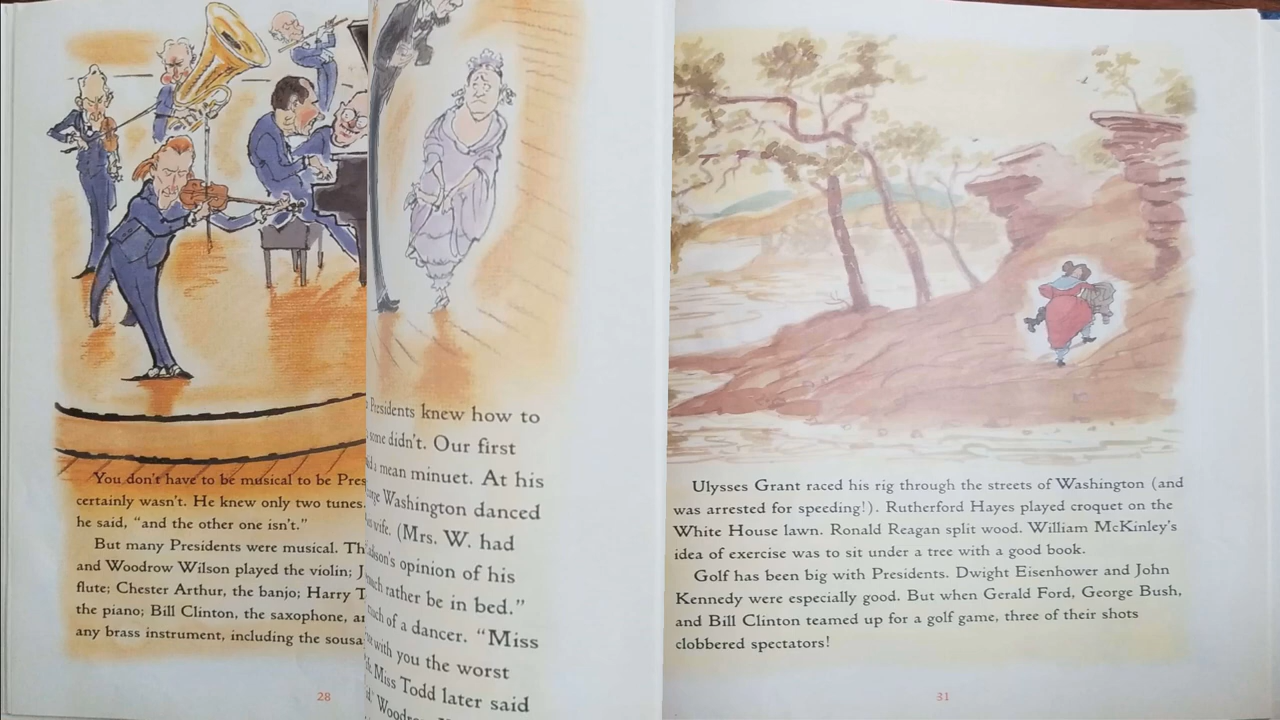 You don't have to be musical to be Pres
certainly wasn't. He knew only two tunes.
he said, "and the other one isn't."
But many Presidents were musical. Th
and Woodrow Wilson played the violin; J
flute; Chester Arthur, the banjo; Harry T
the piano; Bill Clinton, the saxophone, a
any brass instrument, including the sousa
28
Presidents knew how to
some didn't. Our first
mean minuet. At his
Washington danced
wife. (Mrs. W. had
opinion of his
rather be in bed."
much of a dancer. "Miss
with you the worst
Miss Todd later said
Ulysses Grant raced his rig through the streets of Washington (and
was arrested for speeding!). Rutherford Hayes played croquet on the
White House lawn. Ronald Reagan split wood. William McKinley's
idea of exercise was to sit under a tree with a good book.
Golf has been big with Presidents. Dwight Eisenhower and John
Kennedy were especially good. But when Gerald Ford, George Bush,
and Bill Clinton teamed up for a golf game, three of their shots
clobbered spectators!
31